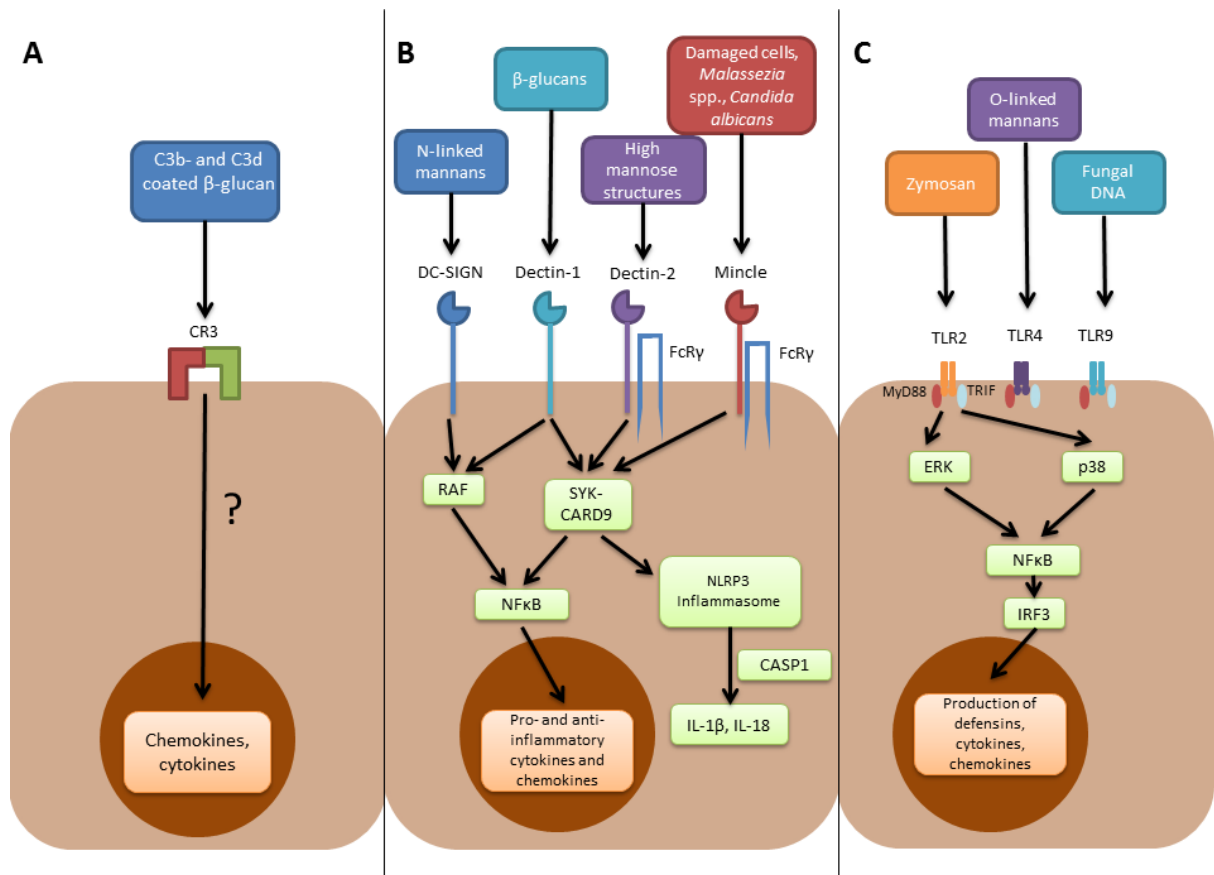 A
C3b- and C3d
coated β-glucan
CR3
?
Chemokines,
cytokines
B
N-linked
mannans
β-glucans
High
mannose
structures
Damaged cells,
Malassezia
spp., Candida
albicans
DC-SIGN
Dectin-1
Dectin-2
Mincle
FcRγ
FcRγ
RAF
SYK-
CARD9
NFκB
NLRP3
Inflammasome
CASP1
IL-1β, IL-18
Pro- and anti-
inflammatory
cytokines and
chemokines
C
Zymosan
O-linked
mannans
Fungal
DNA
TLR2
TLR4
TLR9
MyD88
TRIF
ERK
p38
NFκB
IRF3
Production of
defensins,
cytokines,
chemokines